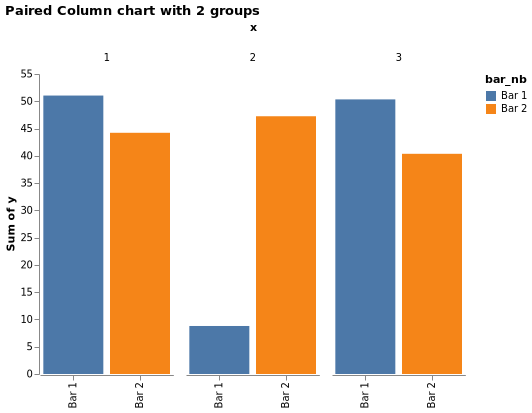 Paired Column chart with 2 groups
x
1 2 3
55
50
45
40
35
30
25
20
15
10
5
0
Sum of y
Bar 1 Bar 2 Bar 1 Bar 2 Bar 1 Bar 2
bar_nb
Bar 1
Bar 2